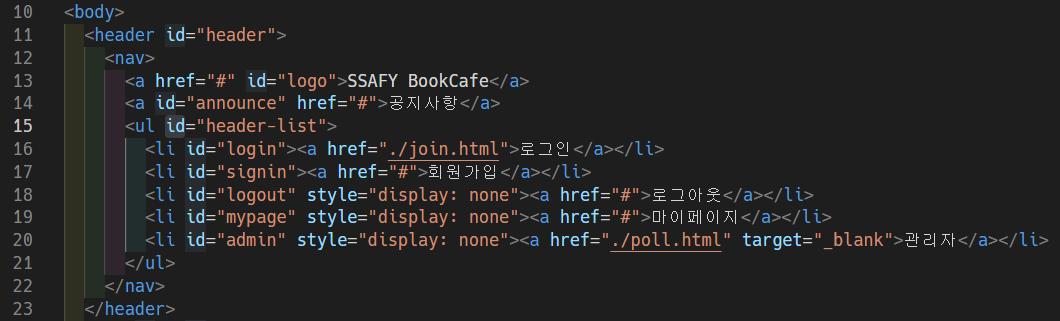 10 <body>
11 <header id="header">
12 <nav>
13 <a href="#" id="logo">SSAFY BookCafe</a>
14 <a id="announce" href="#">공지사항</a>
15 <ul id="header-list">
16 <li id="login"><a href="./join.html">로그인</a></li>
17 <li id="signin"><a href="#">회원가입</a></li>
18 <li id="logout" style="display: none"><a href="#">로그아웃</a></li>
19 <li id="mypage" style="display: none"><a href="#">마이페이지</a></li>
20 <li id="admin" style="display: none"><a href="./poll.html" target="_blank">관리자</a></li>
21 </ul>
22 </nav>
23 </header>